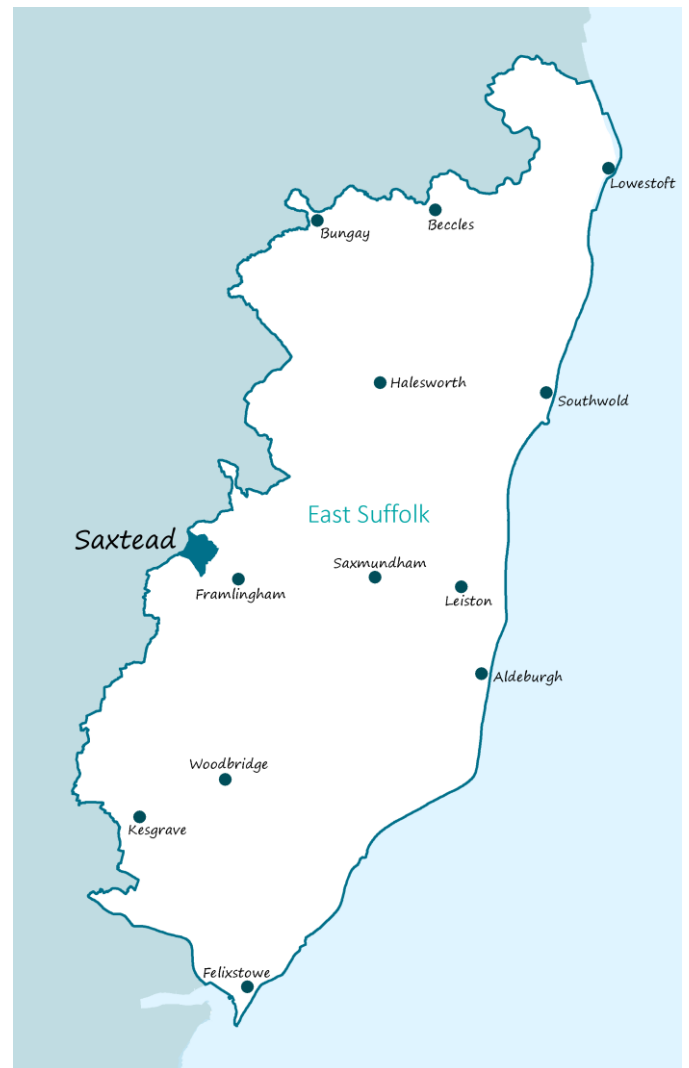 Lowestoft
Beccles
Bungay
Halesworth
Southwold
East Suffolk
Saxtead
Saxmundham
Framlingham
Leiston
Aldeburgh
Woodbridge
Kesgrave
Felixstowe